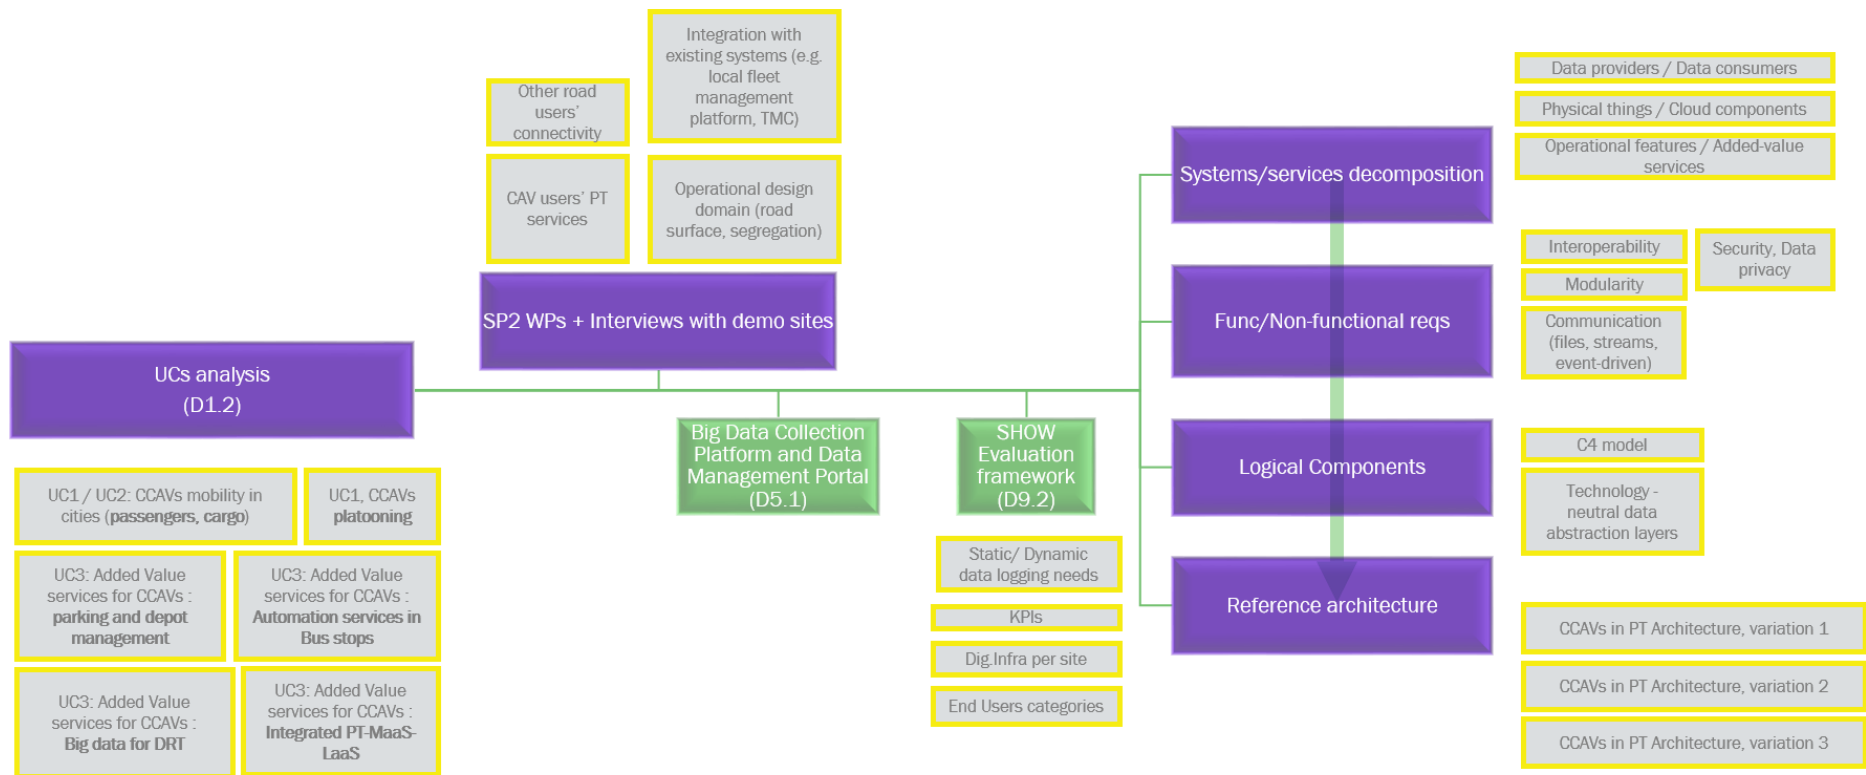 Integration with
existing systems (e.g.
local fleet
management
platform, TMC)
Other road
users'
connectivity
CAV users' PT
services
Operational design
domain (road
surface, segregation)
SP2 WPs + Interviews with demo sites
UCs analysis
(D1.2)
UC1 / UC2: CCAVs mobility in
cities (passengers, cargo)
UC1, CCAVs
platooning
UC3: Added Value
services for CCAVs :
parking and depot
management
UC3: Added Value
services for CCAVs :
Automation services in
Bus stops
UC3: Added Value
services for CCAVs :
Big data for DRT
UC3: Added Value
services for CCAVs :
Integrated PT-MaaS-
LaaS
Big Data Collection
Platform and Data
Management Portal
(D5.1)
SHOW
Evaluation
framework
(D9.2)
Static/ Dynamic
data logging needs
KPIs
Dig.Infra per site
End Users categories
Systems/services decomposition
Func/Non-functional reqs
Logical Components
Reference architecture
Data providers / Data consumers
Physical things / Cloud components
Operational features / Added-value
services
Interoperability
Modularity
Communication
(files, streams,
event-driven)
Security, Data
privacy
C4 model
Technology -
neutral data
abstraction layers
CCAVs in PT Architecture, variation 1
CCAVs in PT Architecture, variation 2
CCAVs in PT Architecture, variation 3